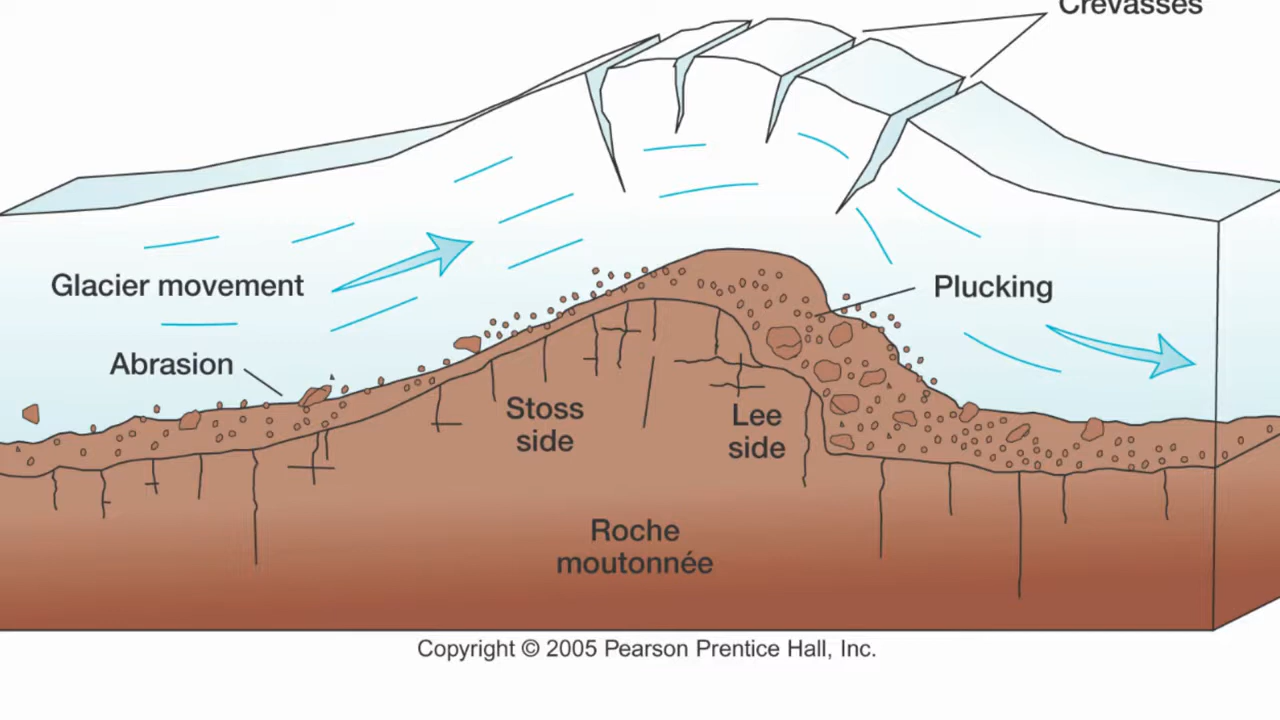 Crevasses
Glacier movement
Plucking
Abrasion
Stoss
side
Lee
side
Roche
moutonnée
Copyright © 2005 Pearson Prentice Hall, Inc.